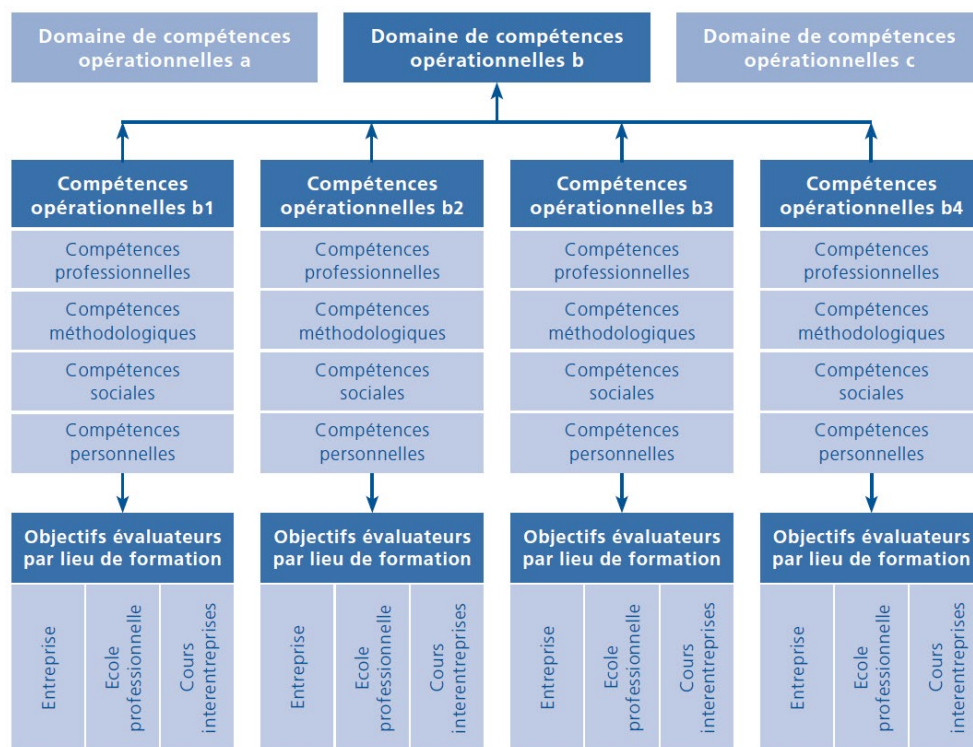 Domaine de compétences
opérationnelles a
Domaine de compétences
opérationnelles b
Domaine de compétences
opérationnelles c
Compétences
opérationnelles b1
Compétences
professionnelles
Compétences
méthodologiques
Compétences
sociales
Compétences
personnelles
Objectifs évaluateurs
par lieu de formation
Entreprise
Ecole
professionnelle
Cours
interentreprises
Compétences
opérationnelles b2
Compétences
professionnelles
Compétences
méthodologiques
Compétences
sociales
Compétences
personnelles
Objectifs évaluateurs
par lieu de formation
Entreprise
Ecole
professionnelle
Cours
interentreprises
Compétences
opérationnelles b3
Compétences
professionnelles
Compétences
méthodologiques
Compétences
sociales
Compétences
personnelles
Objectifs évaluateurs
par lieu de formation
Entreprise
Ecole
professionnelle
Cours
interentreprises
Compétences
opérationnelles b4
Compétences
professionnelles
Compétences
méthodologiques
Compétences
sociales
Compétences
personnelles
Objectifs évaluateurs
par lieu de formation
Entreprise
Ecole
professionnelle
Cours
interentreprises